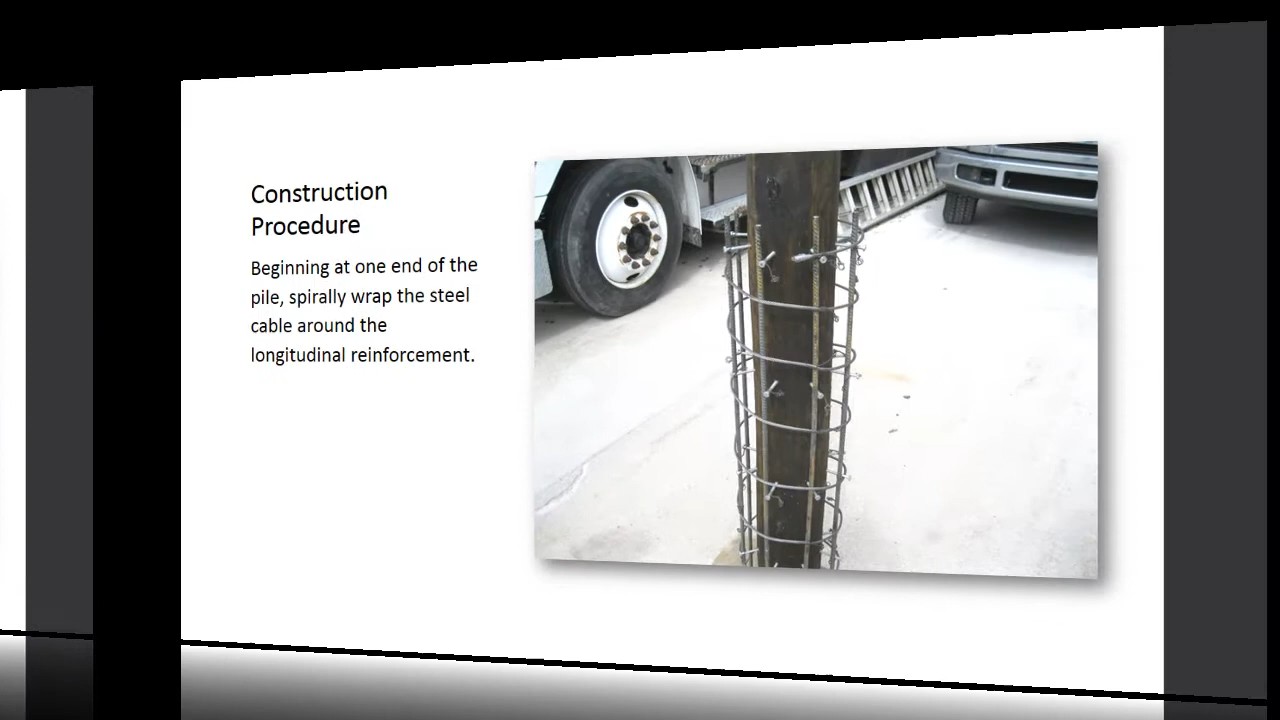 Construction
Procedure
Beginning at one end of the
pile, spirally wrap the steel
cable around the
longitudinal reinforcement.